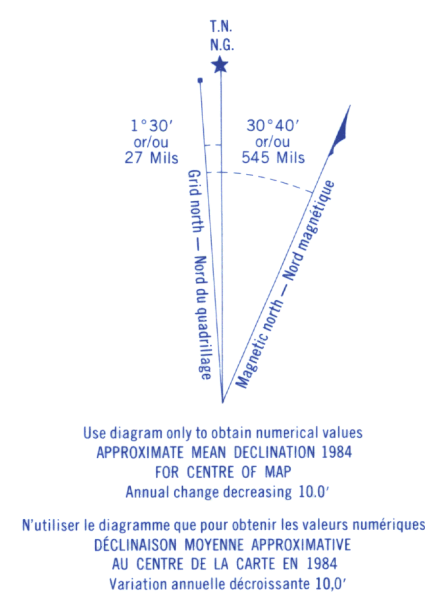 T.N.
N.G.
1°30′
or/ou
27 Mils
30°40′
or/ou
545 Mils
Grid north — Nord du quadrillage
Magnetic north — Nord magnétique
Use diagram only to obtain numerical values
APPROXIMATE MEAN DECLINATION 1984
FOR CENTRE OF MAP
Annual change decreasing 10.0′
N'utiliser le diagramme que pour obtenir les valeurs numériques
DÉCLINAISON MOYENNE APPROXIMATIVE
AU CENTRE DE LA CARTE EN 1984
Variation annuelle décroissante 10,0′